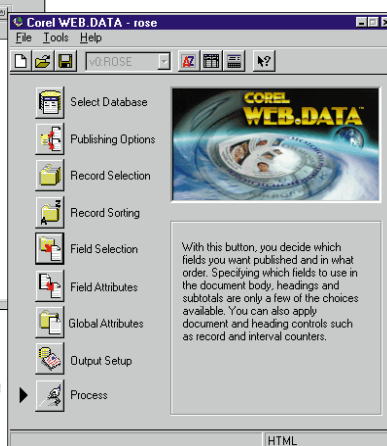 Corel WEB.DATA - rose
File Tools Help
v0:ROSE
Select Database
COREL
WEB.DATA™
Publishing Options
Record Selection
Record Sorting
Field Selection
With this button, you decide which
fields you want published and in what
order. Specifying which fields to use in
the document body, headings and
subtotals are only a few of the choices
available. You can also apply
document and heading controls such
as record and interval counters.
Field Attributes
Global Attributes
Output Setup
Process
HTML